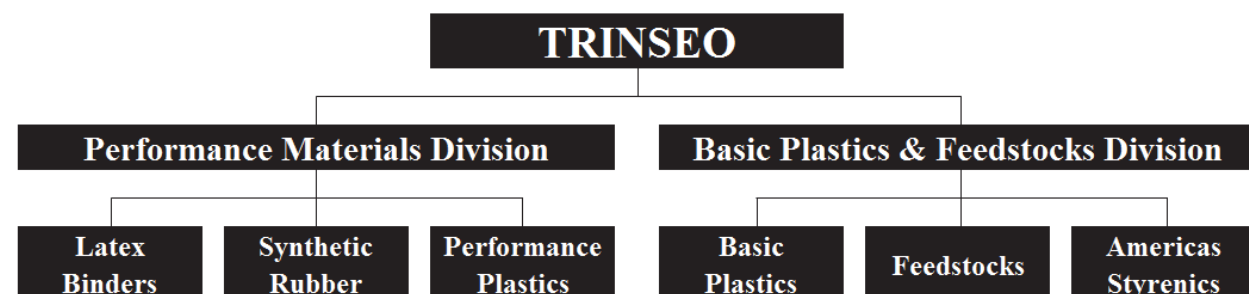 TRINSEO
Performance Materials Division
Basic Plastics & Feedstocks Division
Latex
Binders
Synthetic
Rubber
Performance
Plastics
Basic
Plastics
Feedstocks
Americas
Styrenics